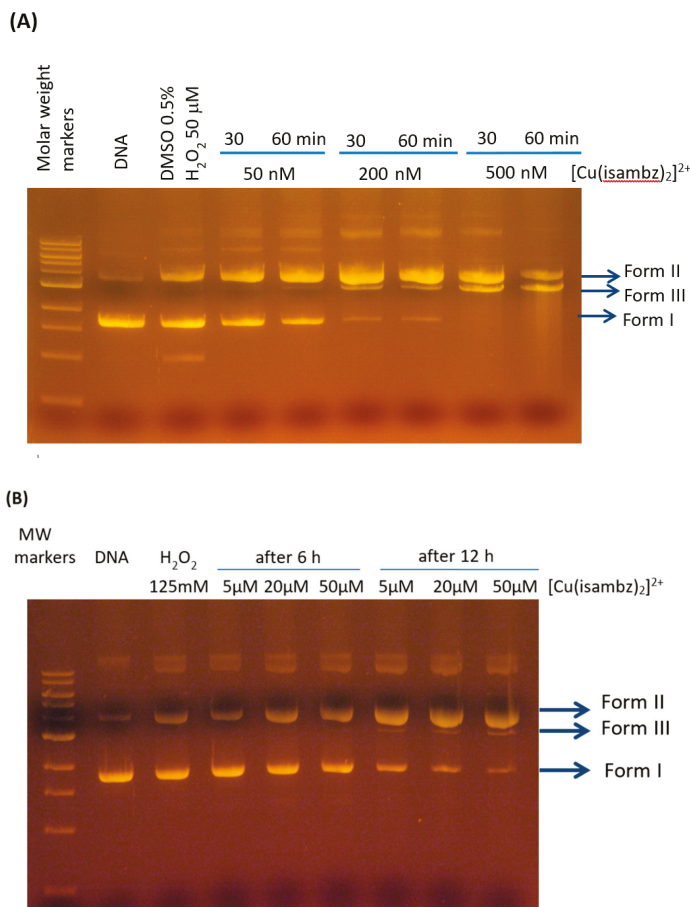 (A)
Molar weight
markers
DNA
DMSO 0.5%
H₂O₂ 50 µM
30 60 min 30 60 min 30 60 min
50 nM 200 nM 500 nM [Cu(isambz)₂]²⁺
Form II
Form III
Form I
(B)
MW
markers DNA H₂O₂ after 6 h after 12 h
125mM 5µM 20µM 50µM 5µM 20µM 50µM [Cu(isambz)₂]²⁺
Form II
Form III
Form I